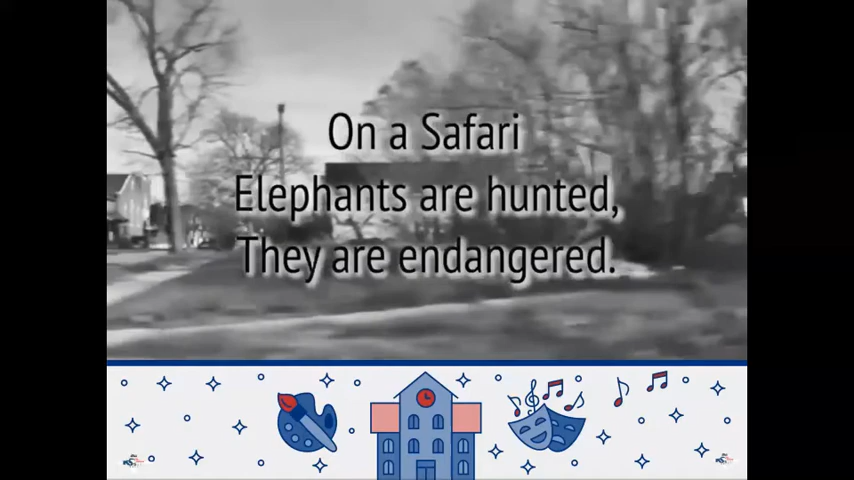 On a Safari
Elephants are hunted,
They are endangered.